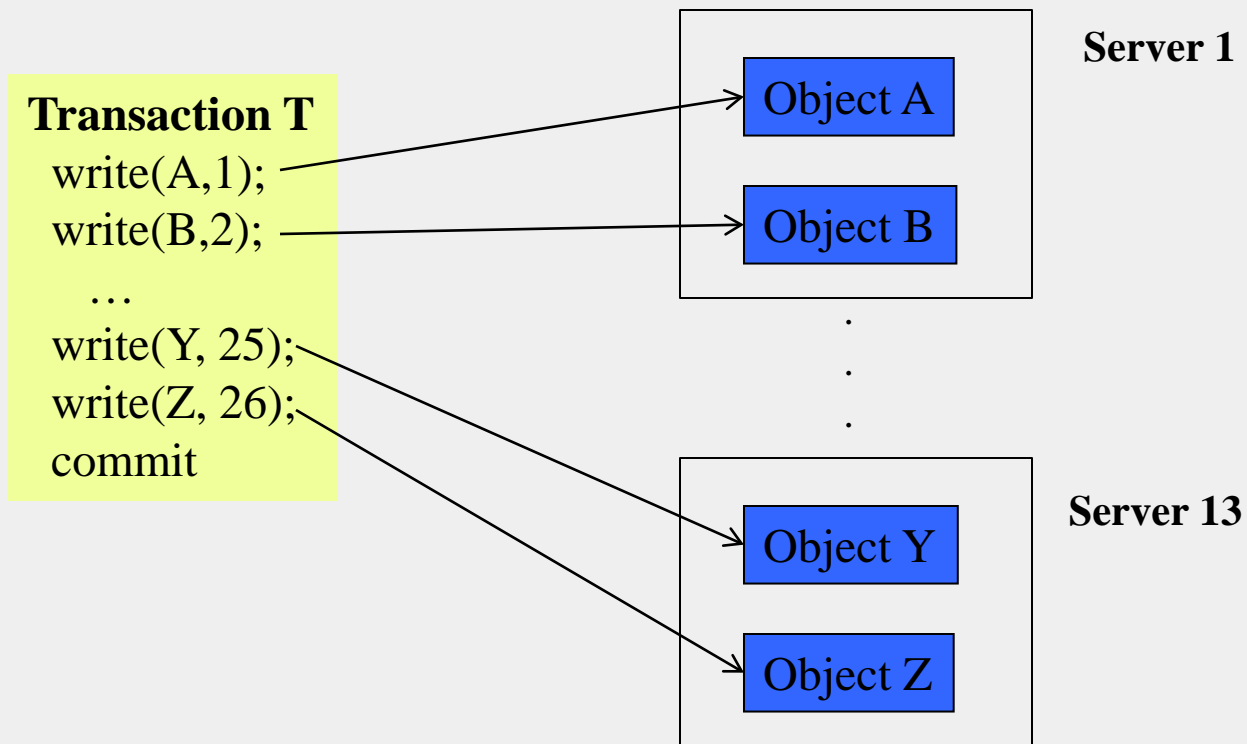 Transaction T
write(A,1);
write(B,2);
…
write(Y, 25);
write(Z, 26);
commit
Server 1
Object A
Object B
.
.
.
Server 13
Object Y
Object Z